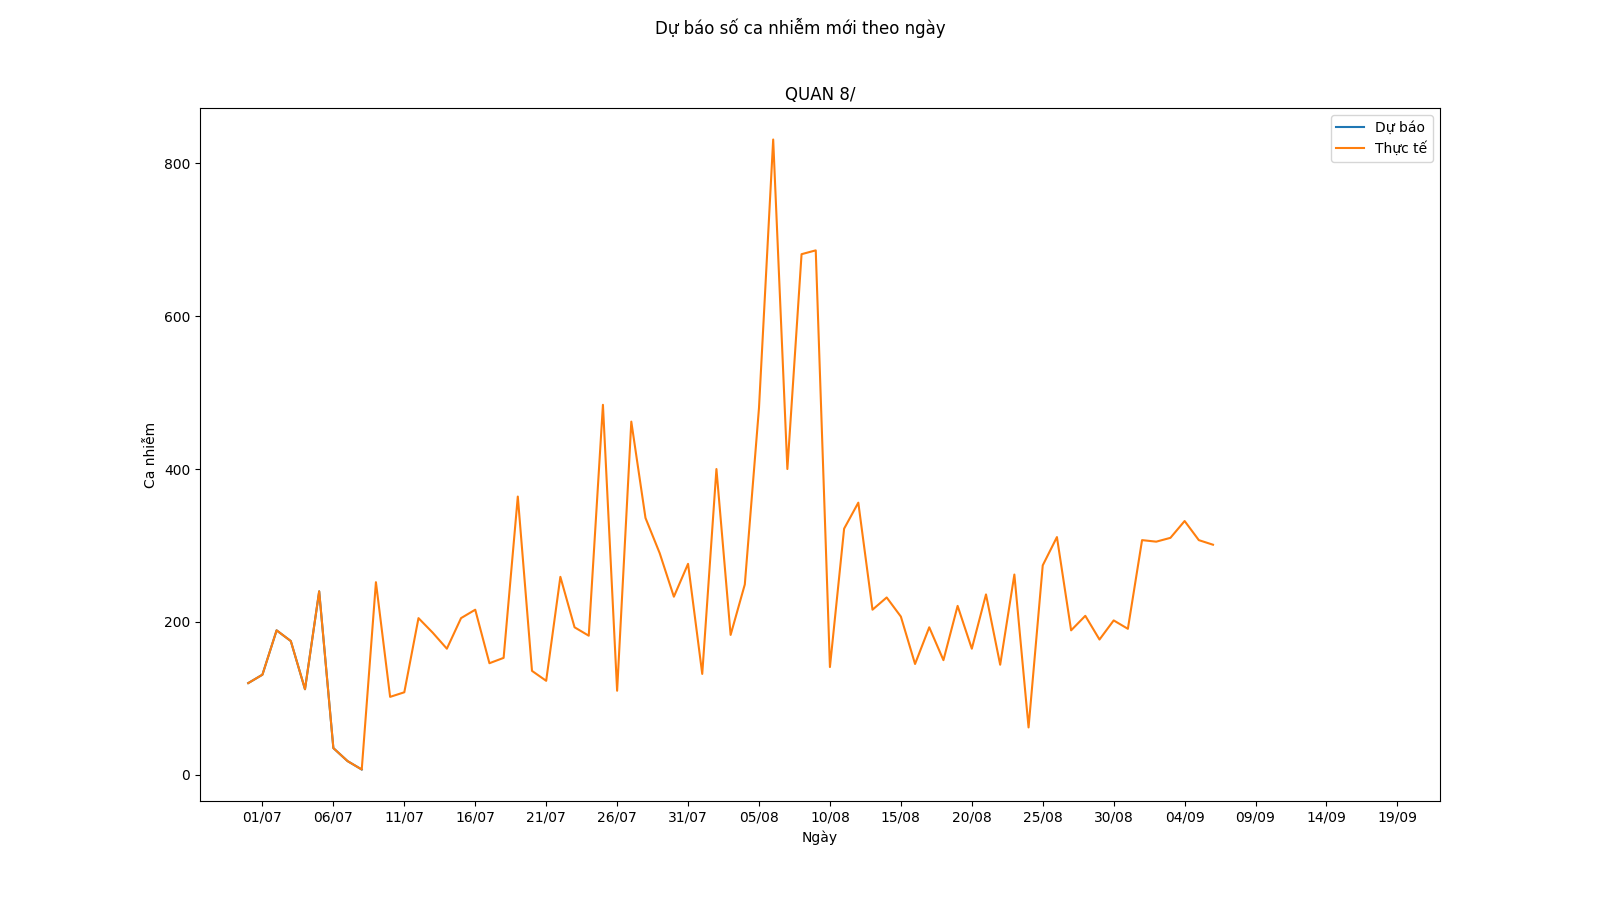 Dự báo số ca nhiễm mới theo ngày
QUAN 8/
Dự báo
Thực tế
800
600
400
200
0
Ca nhiễm
01/07 06/07 11/07 16/07 21/07 26/07 31/07 05/08 10/08 15/08 20/08 25/08 30/08 04/09 09/09 14/09 19/09
Ngày